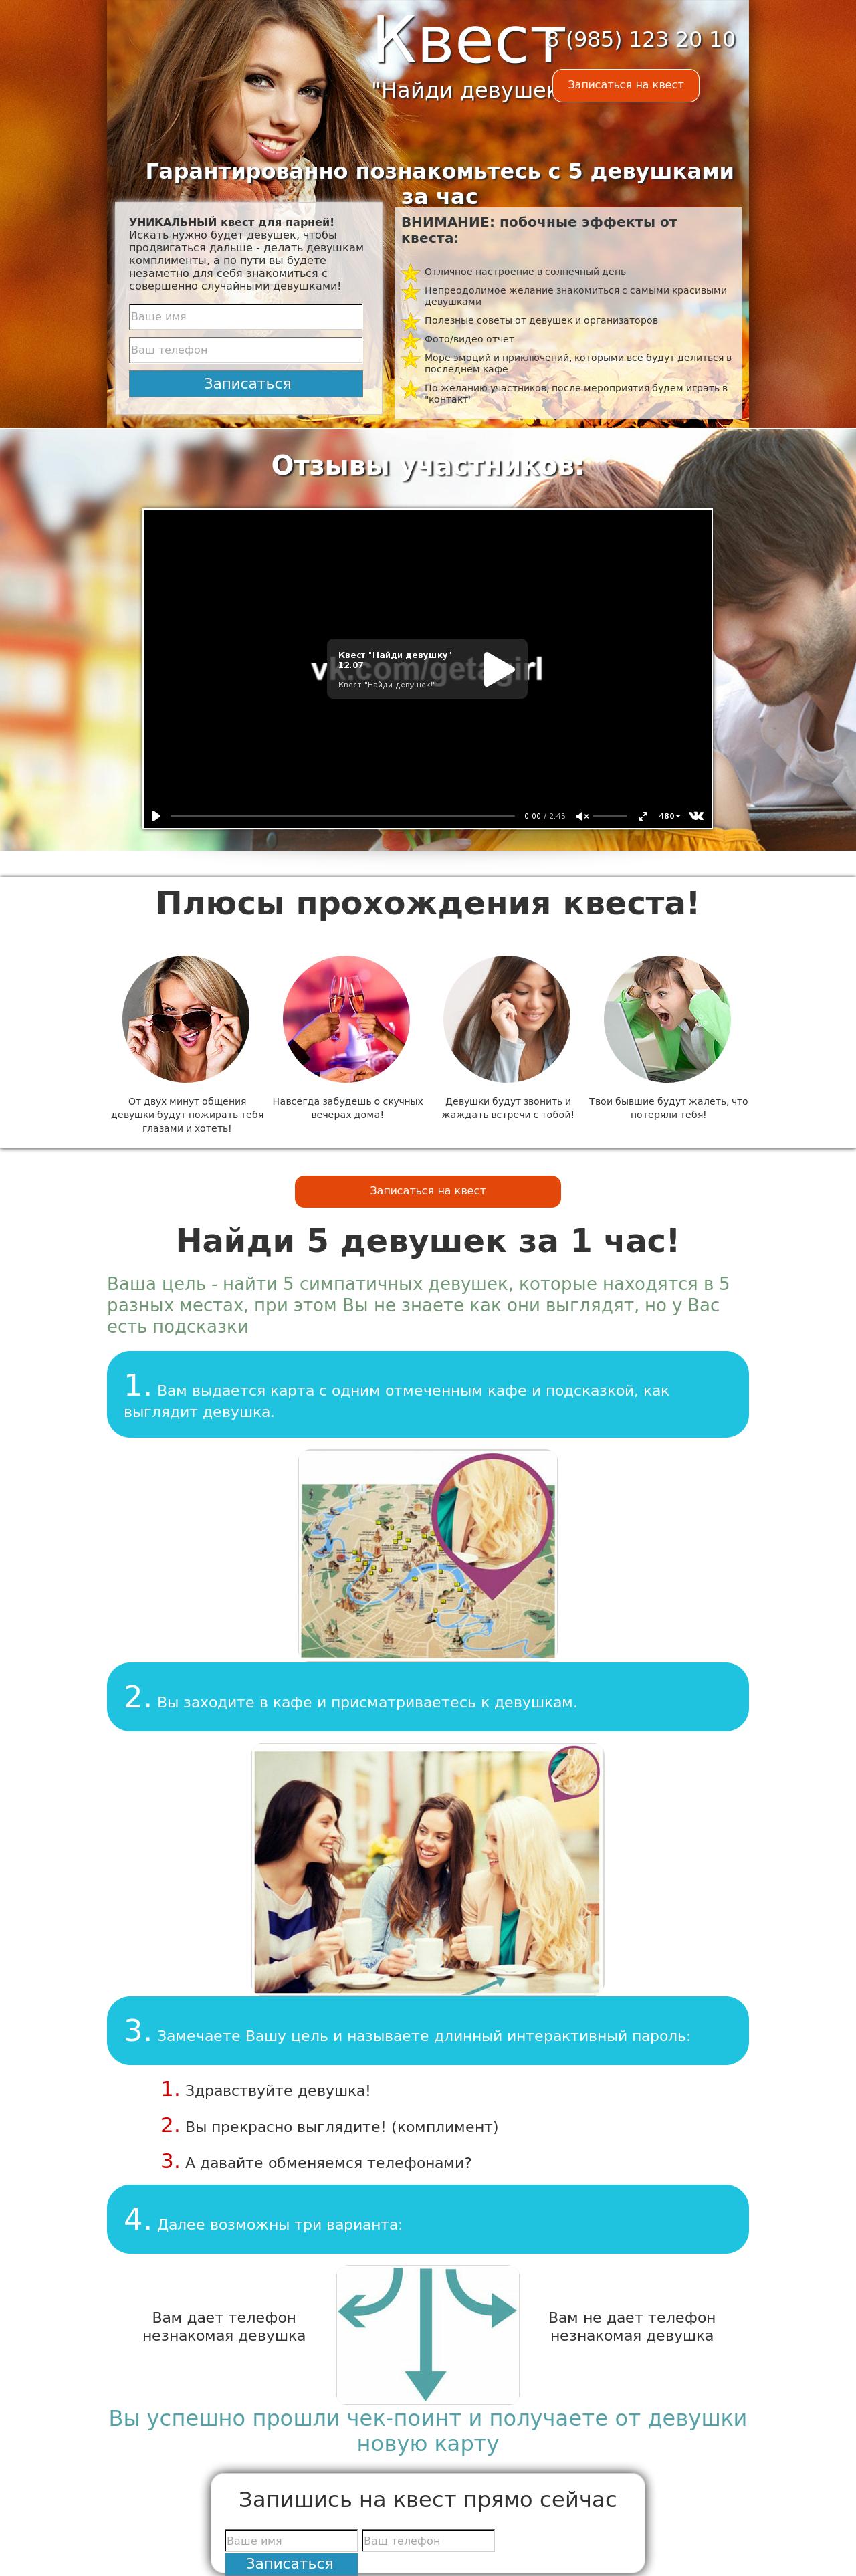 Квест
8 (985) 123 20 10
"Найди девушек
Записаться на квест
Гарантированно познакомьтесь с 5 девушками
за час
УНИКАЛЬНЫЙ квест для парней!
Искать нужно будет девушек, чтобы
продвигаться дальше - делать девушкам
комплименты, а по пути вы будете
незаметно для себя знакомиться с
совершенно случайными девушками!
Ваше имя
Ваш телефон
Записаться
ВНИМАНИЕ: побочные эффекты от
квеста:
Отличное настроение в солнечный день
Непреодолимое желание знакомиться с самыми красивыми
девушками
Полезные советы от девушек и организаторов
Фото/видео отчет
Море эмоций и приключений, которыми все будут делиться в
последнем кафе
По желанию участников, после мероприятия будем играть в
"контакт"
Отзывы участников:
Квест "Найди девушку"
12.07
vk.com/getagirl
Квест "Найди девушек!"
0:00 / 2:45
480
Плюсы прохождения квеста!
От двух минут общения
девушки будут пожирать тебя
глазами и хотеть!
Навсегда забудешь о скучных
вечерах дома!
Девушки будут звонить и
жаждать встречи с тобой!
Твои бывшие будут жалеть, что
потеряли тебя!
Записаться на квест
Найди 5 девушек за 1 час!
Ваша цель - найти 5 симпатичных девушек, которые находятся в 5
разных местах, при этом Вы не знаете как они выглядят, но у Вас
есть подсказки
1. Вам выдается карта с одним отмеченным кафе и подсказкой, как
выглядит девушка.
2. Вы заходите в кафе и присматриваетесь к девушкам.
3. Замечаете Вашу цель и называете длинный интерактивный пароль:
1. Здравствуйте девушка!
2. Вы прекрасно выглядите! (комплимент)
3. А давайте обменяемся телефонами?
4. Далее возможны три варианта:
Вам дает телефон
незнакомая девушка
Вам не дает телефон
незнакомая девушка
Вы успешно прошли чек-поинт и получаете от девушки
новую карту
Запишись на квест прямо сейчас
Ваше имя
Ваш телефон
Записаться